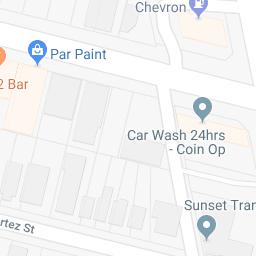 Chevron
Par Paint
2 Bar
Car Wash 24hrs
- Coin Op
Sunset Tran
rtez St